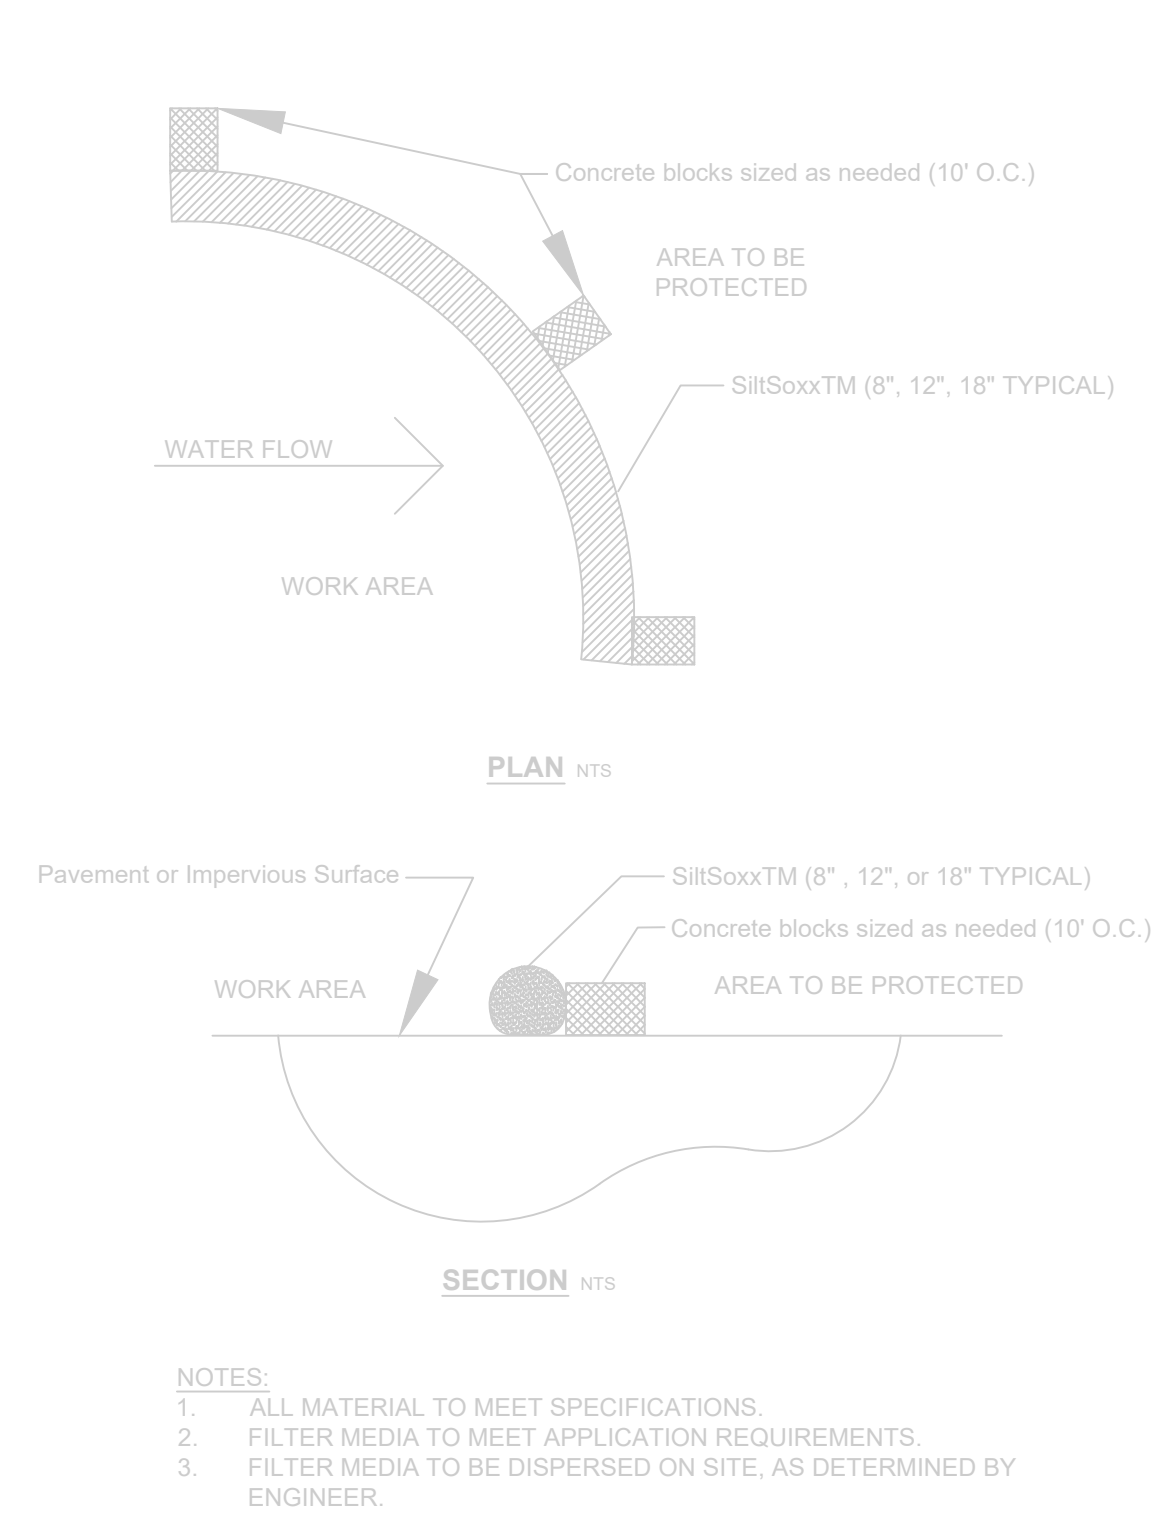 Concrete blocks sized as needed (10' O.C.)
AREA TO BE
PROTECTED
SiltSoxxTM (8", 12", 18" TYPICAL)
WATER FLOW
WORK AREA
PLAN NTS
Pavement or Impervious Surface
SiltSoxxTM (8" , 12", or 18" TYPICAL)
Concrete blocks sized as needed (10' O.C.)
WORK AREA
AREA TO BE PROTECTED
SECTION NTS
NOTES:
1. ALL MATERIAL TO MEET SPECIFICATIONS.
2. FILTER MEDIA TO MEET APPLICATION REQUIREMENTS.
3. FILTER MEDIA TO BE DISPERSED ON SITE, AS DETERMINED BY
ENGINEER.